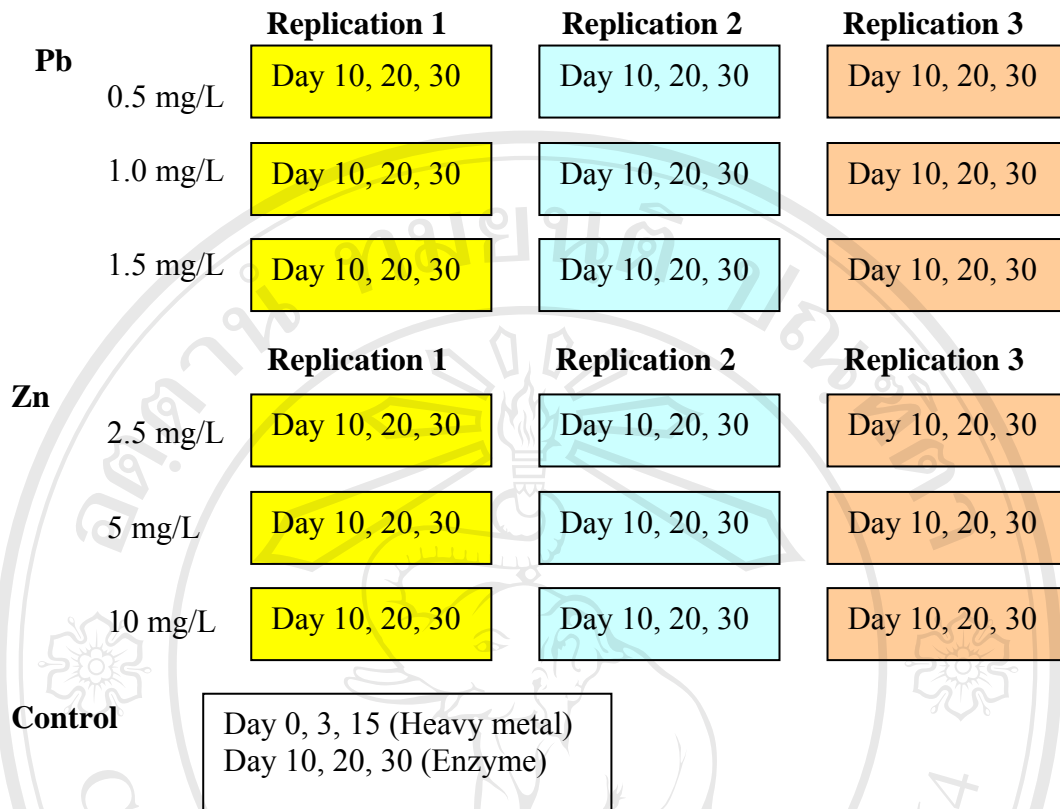 Replication 1 Replication 2 Replication 3
Pb
0.5 mg/L Day 10, 20, 30 Day 10, 20, 30 Day 10, 20, 30
1.0 mg/L Day 10, 20, 30 Day 10, 20, 30 Day 10, 20, 30
1.5 mg/L Day 10, 20, 30 Day 10, 20, 30 Day 10, 20, 30
Replication 1 Replication 2 Replication 3
Zn
2.5 mg/L Day 10, 20, 30 Day 10, 20, 30 Day 10, 20, 30
5 mg/L Day 10, 20, 30 Day 10, 20, 30 Day 10, 20, 30
10 mg/L Day 10, 20, 30 Day 10, 20, 30 Day 10, 20, 30
Control
Day 0, 3, 15 (Heavy metal)
Day 10, 20, 30 (Enzyme)